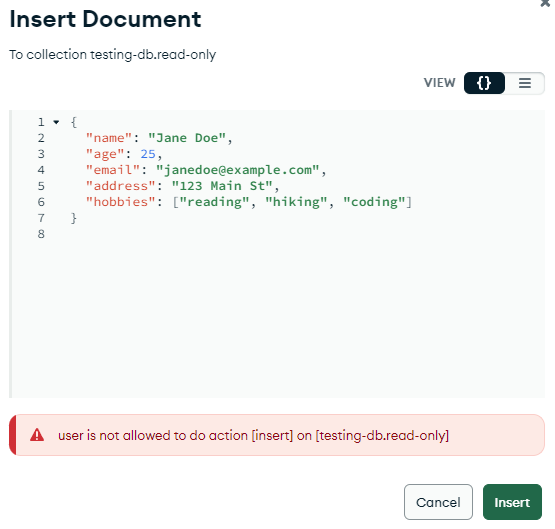 Insert Document
To collection testing-db.read-only
VIEW {}
1 {
2 "name": "Jane Doe",
3 "age": 25,
4 "email": "janedoe@example.com",
5 "address": "123 Main St",
6 "hobbies": ["reading", "hiking", "coding"]
7 }
8
user is not allowed to do action [insert] on [testing-db.read-only]
Cancel Insert